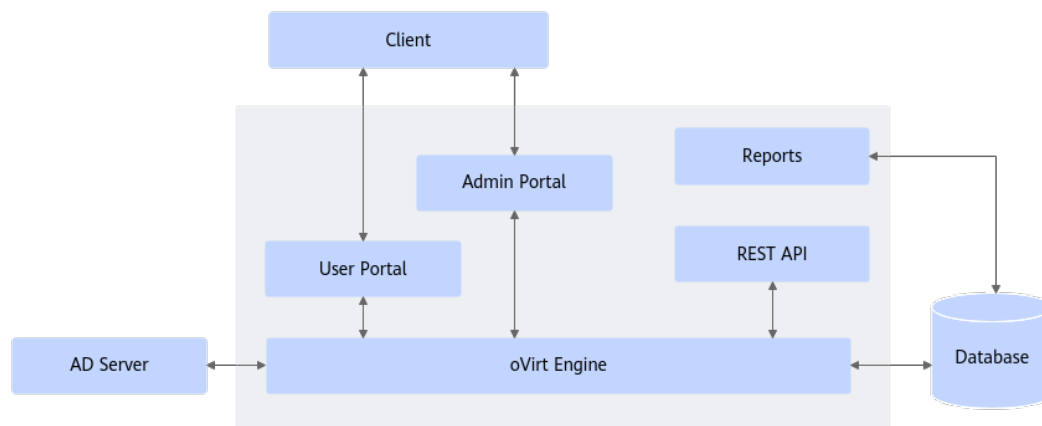 Client
Reports
Admin Portal
REST API
User Portal
AD Server
oVirt Engine
Database